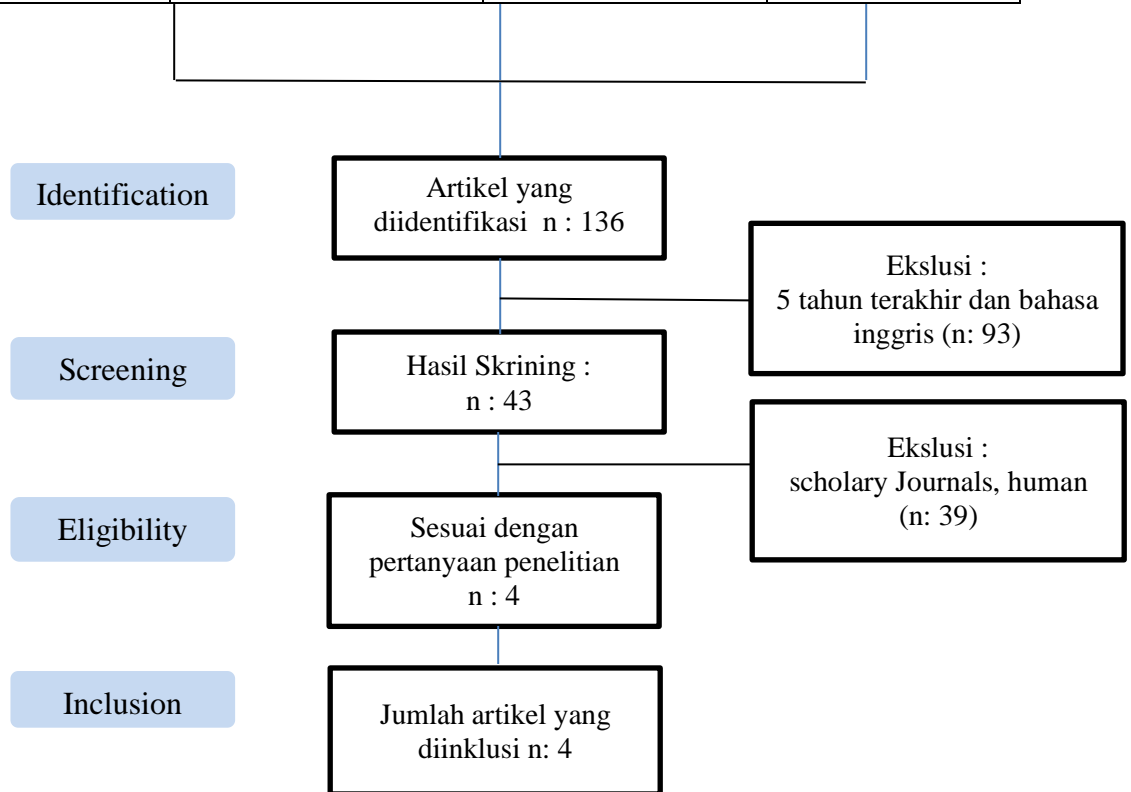 Identification
Artikel yang
diidentifikasi n : 136
Ekslusi :
5 tahun terakhir dan bahasa
inggris (n: 93)
Screening
Hasil Skrining :
n : 43
Ekslusi :
scholary Journals, human
(n: 39)
Eligibility
Sesuai dengan
pertanyaan penelitian
n : 4
Inclusion
Jumlah artikel yang
diinklusi n: 4